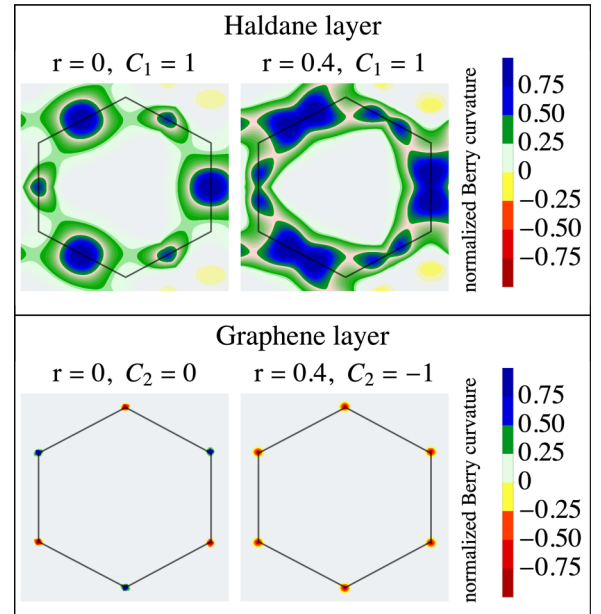 Haldane layer
r = 0, C₁ = 1
r = 0.4, C₁ = 1
normalized Berry curvature
0.75
0.50
0.25
0
−0.25
−0.50
−0.75
Graphene layer
r = 0, C₂ = 0
r = 0.4, C₂ = −1
normalized Berry curvature
0.75
0.50
0.25
0
−0.25
−0.50
−0.75